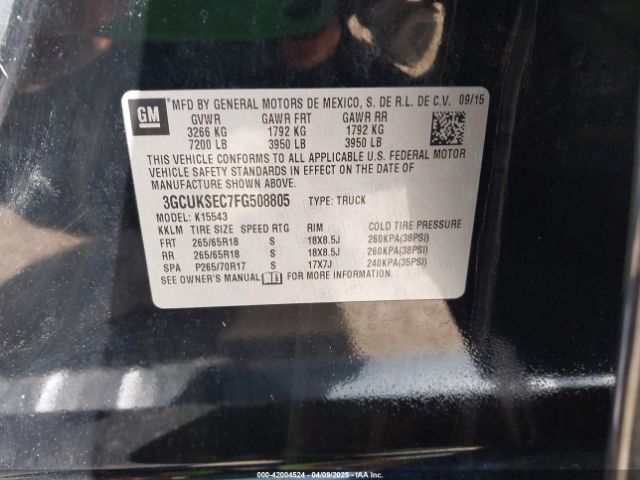 GM ® MFD BY GENERAL MOTORS DE MEXICO, S. DE R.L. DE C.V. 09/15
GVWR GAWR FRT GAWR RR
3266 KG 1792 KG 1792 KG
7200 LB 3950 LB 3950 LB
THIS VEHICLE CONFORMS TO ALL APPLICABLE U.S. FEDERAL MOTOR
VEHICLE SAFETY STANDARDS IN EFFECT ON THE DATE OF
MANUFACTURE SHOWN ABOVE.
3GCUKSEC7FG508805 TYPE: TRUCK
MODEL: K15543
KKLM TIRE SIZE SPEED RTG RIM COLD TIRE PRESSURE
FRT 265/65R18 S 18X8.5J 260KPA(38PSI)
RR 265/65R18 S 18X8.5J 260KPA(38PSI)
SPA P265/70R17 S 17X7J 240KPA(35PSI)
SEE OWNER'S MANUAL FOR MORE INFORMATION.
000-42004524 - 04/09/2025 - IAA Inc.